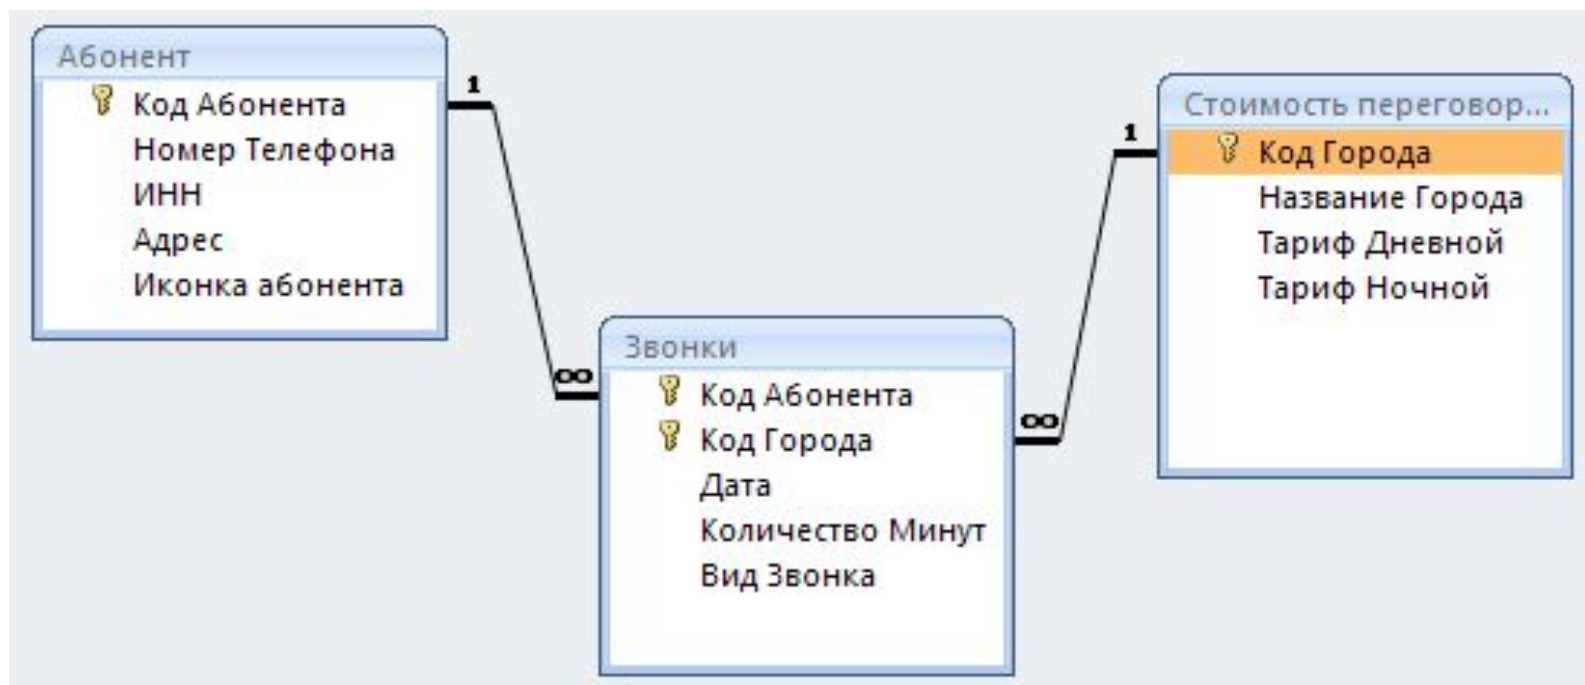 Абонент
Код Абонента
Номер Телефона
ИНН
Адрес
Иконка абонента
1
∞
Звонки
Код Абонента
Код Города
Дата
Количество Минут
Вид Звонка
∞
1
Стоимость переговор...
Код Города
Название Города
Тариф Дневной
Тариф Ночной